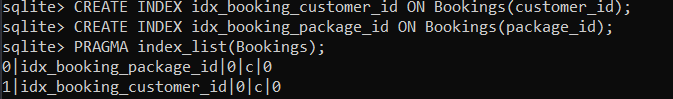 sqlite> CREATE INDEX idx_booking_customer_id ON Bookings(customer_id);
sqlite> CREATE INDEX idx_booking_package_id ON Bookings(package_id);
sqlite> PRAGMA index_list(Bookings);
0|idx_booking_package_id|0|c|0
1|idx_booking_customer_id|0|c|0